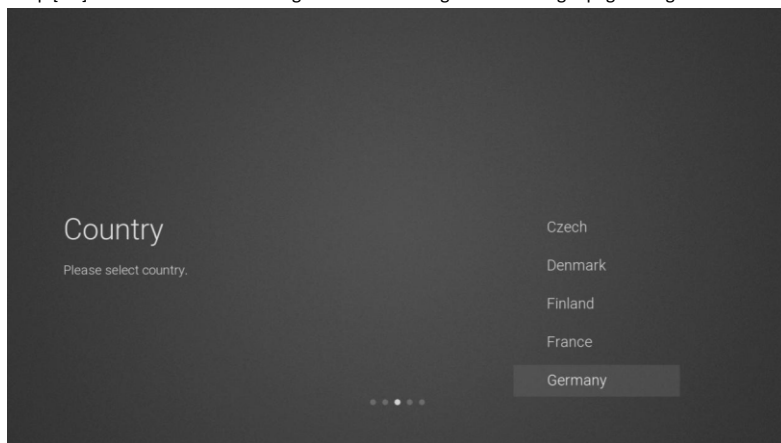 Country
Please select country.
Czech
Denmark
Finland
France
Germany